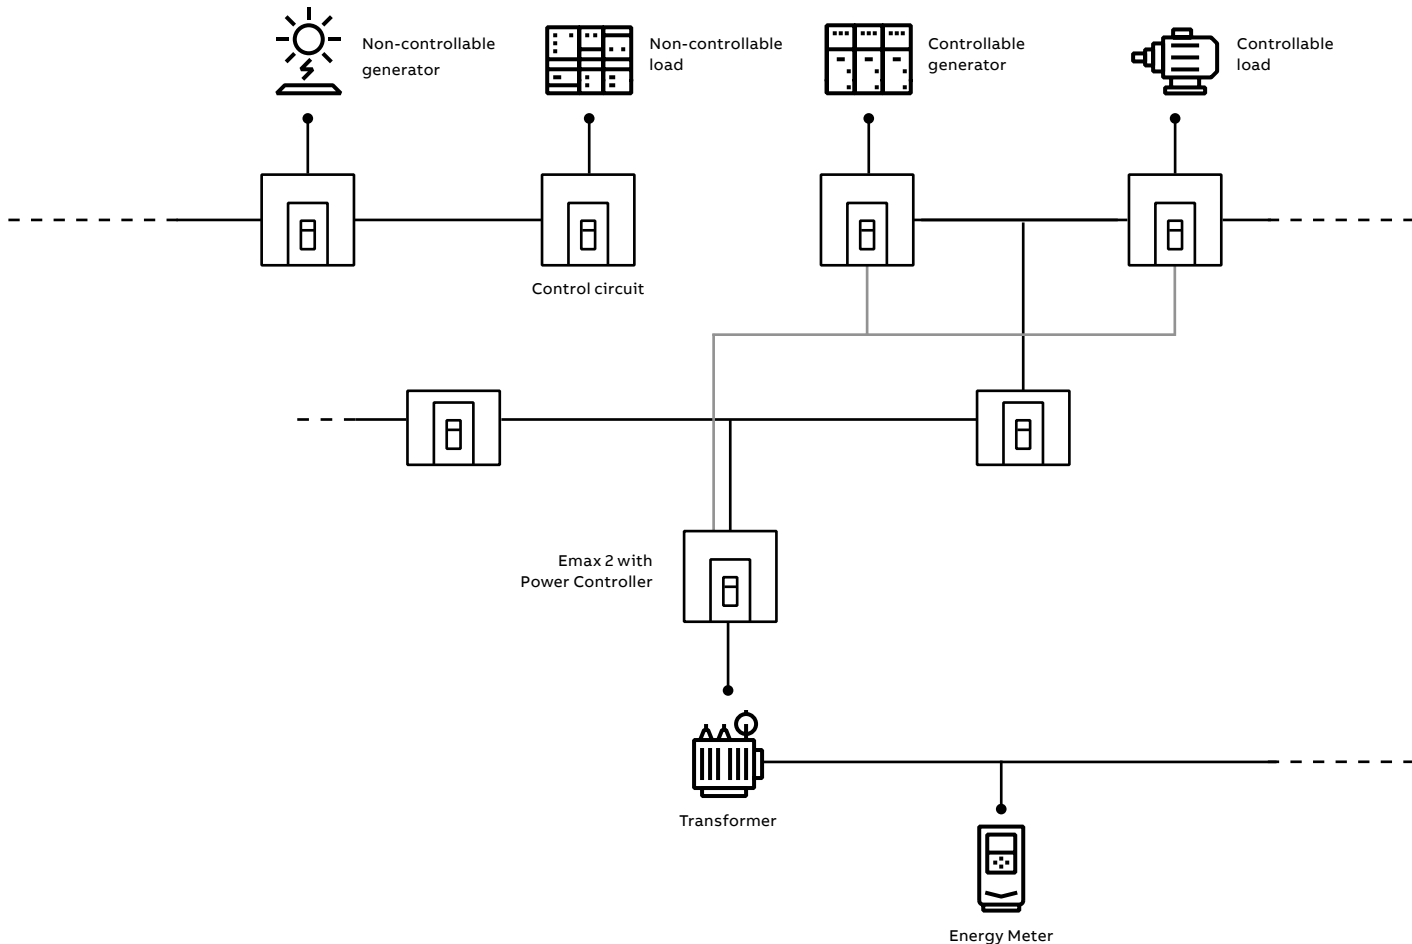 Non-controllable
generator
Non-controllable
load
Controllable
generator
Controllable
load
Control circuit
Emax 2 with
Power Controller
Transformer
Energy Meter